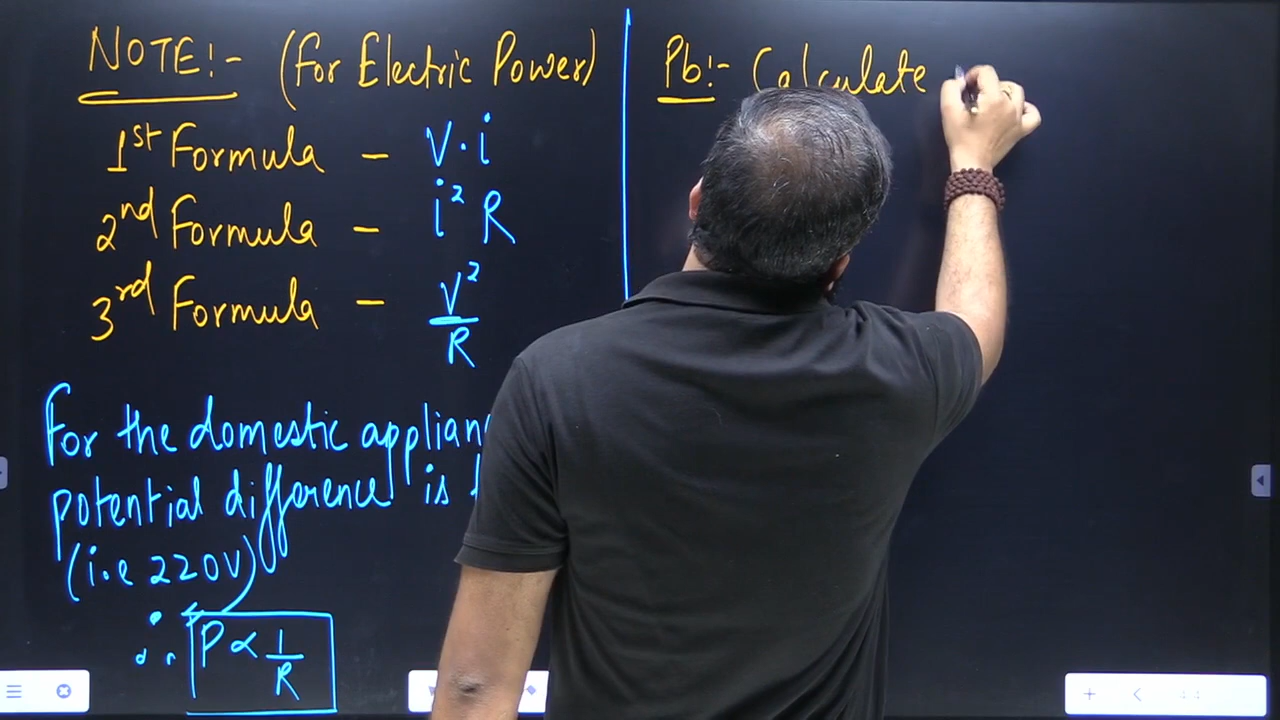 NOTE!- (For Electric Power)
1st Formula - V·i
2nd Formula - i² R
3rd Formula - V²/R
For the domestic
potential difference is
(i.e 220V)
∴ P ∝ 1/R
Pb!- Calculate